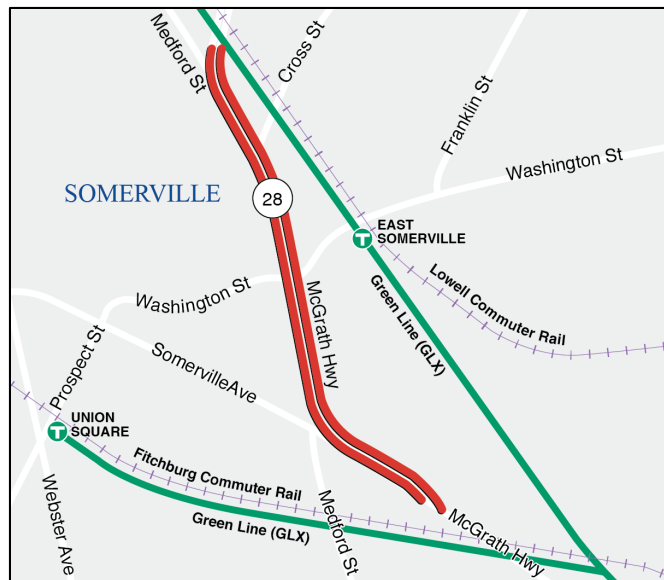 Medford St
Cross St
Franklin St
Washington St
SOMERVILLE
28
T
EAST
SOMERVILLE
Lowell Commuter Rail
Green Line (GLX)
Washington St
McGrath Hwy
Prospect St
SomervilleAve
T
UNION
SQUARE
Fitchburg Commuter Rail
Green Line (GLX)
Webster Ave
Medford St
McGrath Hwy